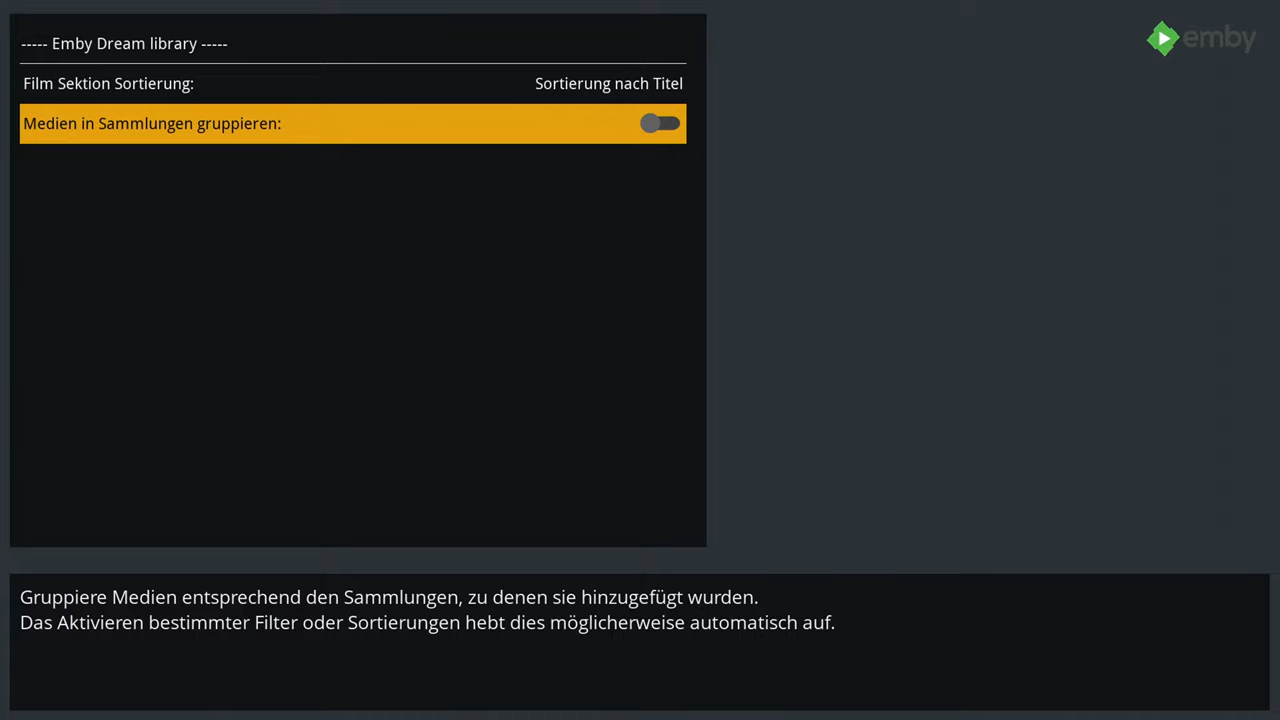 ----- Emby Dream library -----
emby
Film Sektion Sortierung: Sortierung nach Titel
Medien in Sammlungen gruppieren:
Gruppiere Medien entsprechend den Sammlungen, zu denen sie hinzugefügt wurden.
Das Aktivieren bestimmter Filter oder Sortierungen hebt dies möglicherweise automatisch auf.